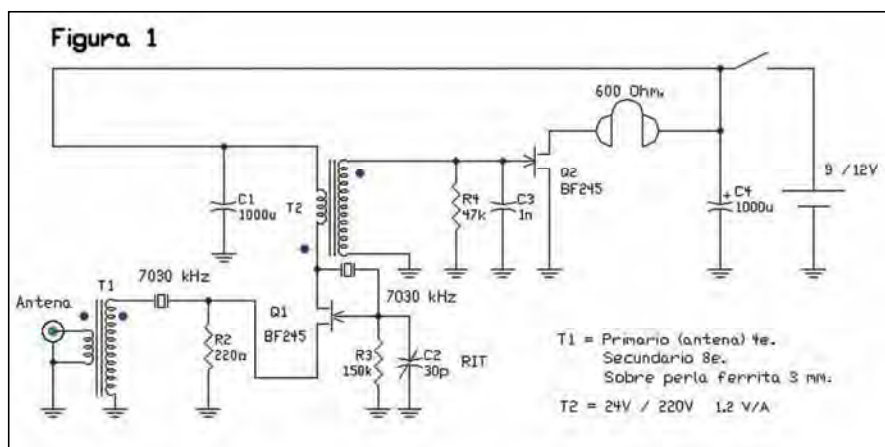 Figura 1
600 Ohm.
Q2
BF245
9 /12V
C4
1000u
+
R4
47k
C3
1n
C1
1000u
T2
7030 kHz
T1
Antena
7030 kHz
Q1
BF245
R2
220Ω
R3
150k
C2
30p
RIT
T1 = Primario (antena) 4e.
Secundario 8e.
Sobre perla ferrita 3 mm.
T2 = 24V / 220V 1.2 V/A